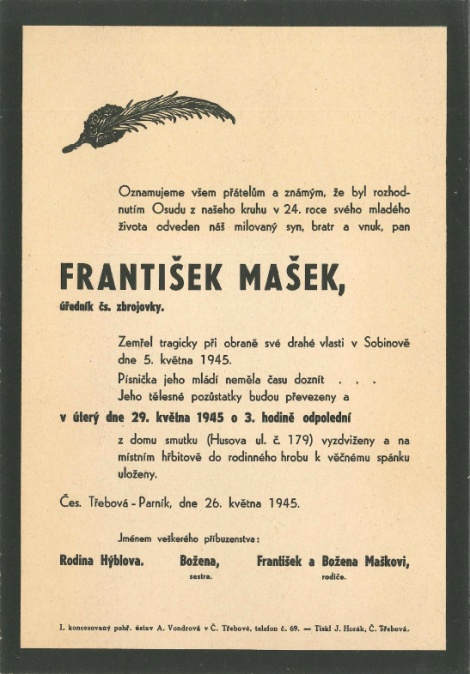 Oznamujeme všem přátelům a známým, že byl rozhod-
nutím Osudu z našeho kruhu v 24. roce svého mladého
života odveden náš milovaný syn, bratr a vnuk, pan
FRANTIŠEK MAŠEK,
úředník čs. zbrojovky.
Zemřel tragicky při obraně své drahé vlasti v Sobinově
dne 5. května 1945.
Písnička jeho mládí neměla času doznít . . .
Jeho tělesné pozůstatky budou převezeny a
v úterý dne 29. května 1945 o 3. hodině odpolední
z domu smutku (Husova ul. č. 179) vyzdviženy a na
místním hřbitově do rodinného hrobu k věčnému spánku
uloženy.
Čes. Třebová - Parník, dne 26. května 1945.
Jménem veškerého příbuzenstva:
Rodina Hýblova. Božena, František a Božena Maškovi,
sestra. rodiče.
I. koncesovaný pohř. ústav A. Vondrová v Č. Třebové, telefon č. 69. — Tiskl J. Horák, Č. Třebová.